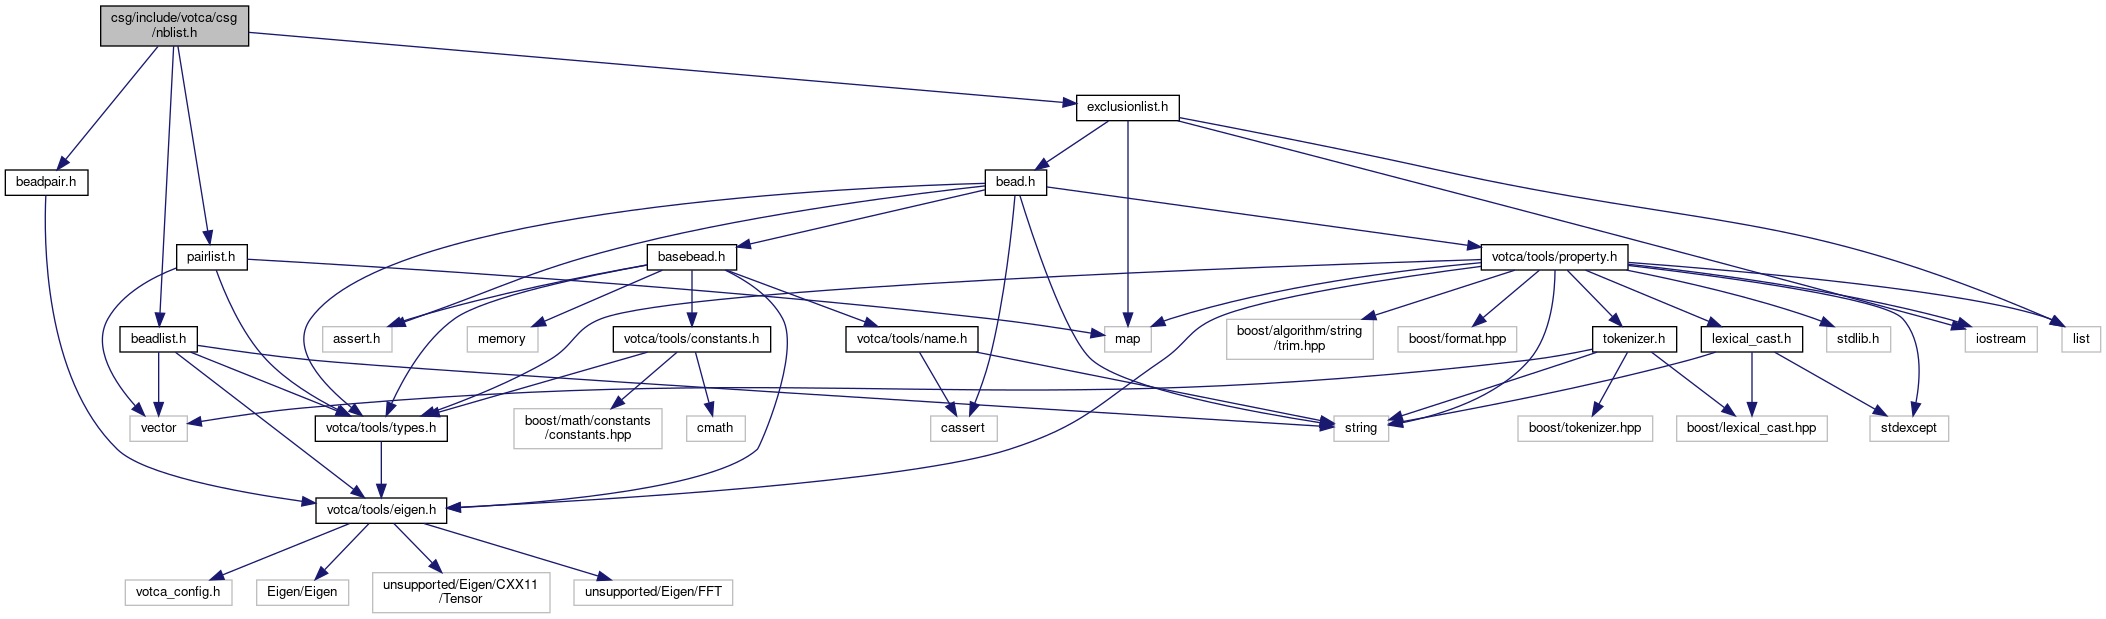 csg/include/votca/csg
/nblist.h
exclusionlist.h
beadpair.h
bead.h
pairlist.h
basebead.h
votca/tools/property.h
beadlist.h
assert.h
memory
votca/tools/constants.h
votca/tools/name.h
map
boost/algorithm/string
/trim.hpp
boost/format.hpp
tokenizer.h
lexical_cast.h
stdlib.h
iostream
list
vector
votca/tools/types.h
boost/math/constants
/constants.hpp
cmath
cassert
string
boost/tokenizer.hpp
boost/lexical_cast.hpp
stdexcept
votca/tools/eigen.h
votca_config.h
Eigen/Eigen
unsupported/Eigen/CXX11
/Tensor
unsupported/Eigen/FFT